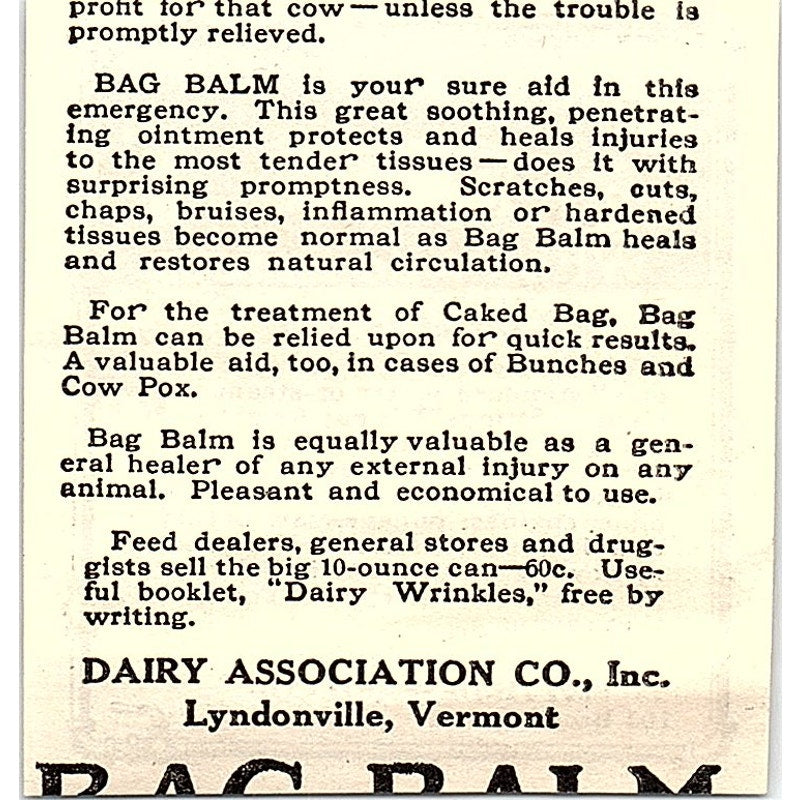 profit for that cow—unless the trouble is
promptly relieved.
BAG BALM is your sure aid in this
emergency. This great soothing, penetrat-
ing ointment protects and heals injuries
to the most tender tissues—does it with
surprising promptness. Scratches, cuts,
chaps, bruises, inflammation or hardened
tissues become normal as Bag Balm heals
and restores natural circulation.
For the treatment of Caked Bag, Bag
Balm can be relied upon for quick results.
A valuable aid, too, in cases of Bunches and
Cow Pox.
Bag Balm is equally valuable as a gen-
eral healer of any external injury on any
animal. Pleasant and economical to use.
Feed dealers, general stores and drug-
gists sell the big 10-ounce can—60c. Use-
ful booklet, "Dairy Wrinkles," free by
writing.
DAIRY ASSOCIATION CO., Inc.
Lyndonville, Vermont
BAG BALM